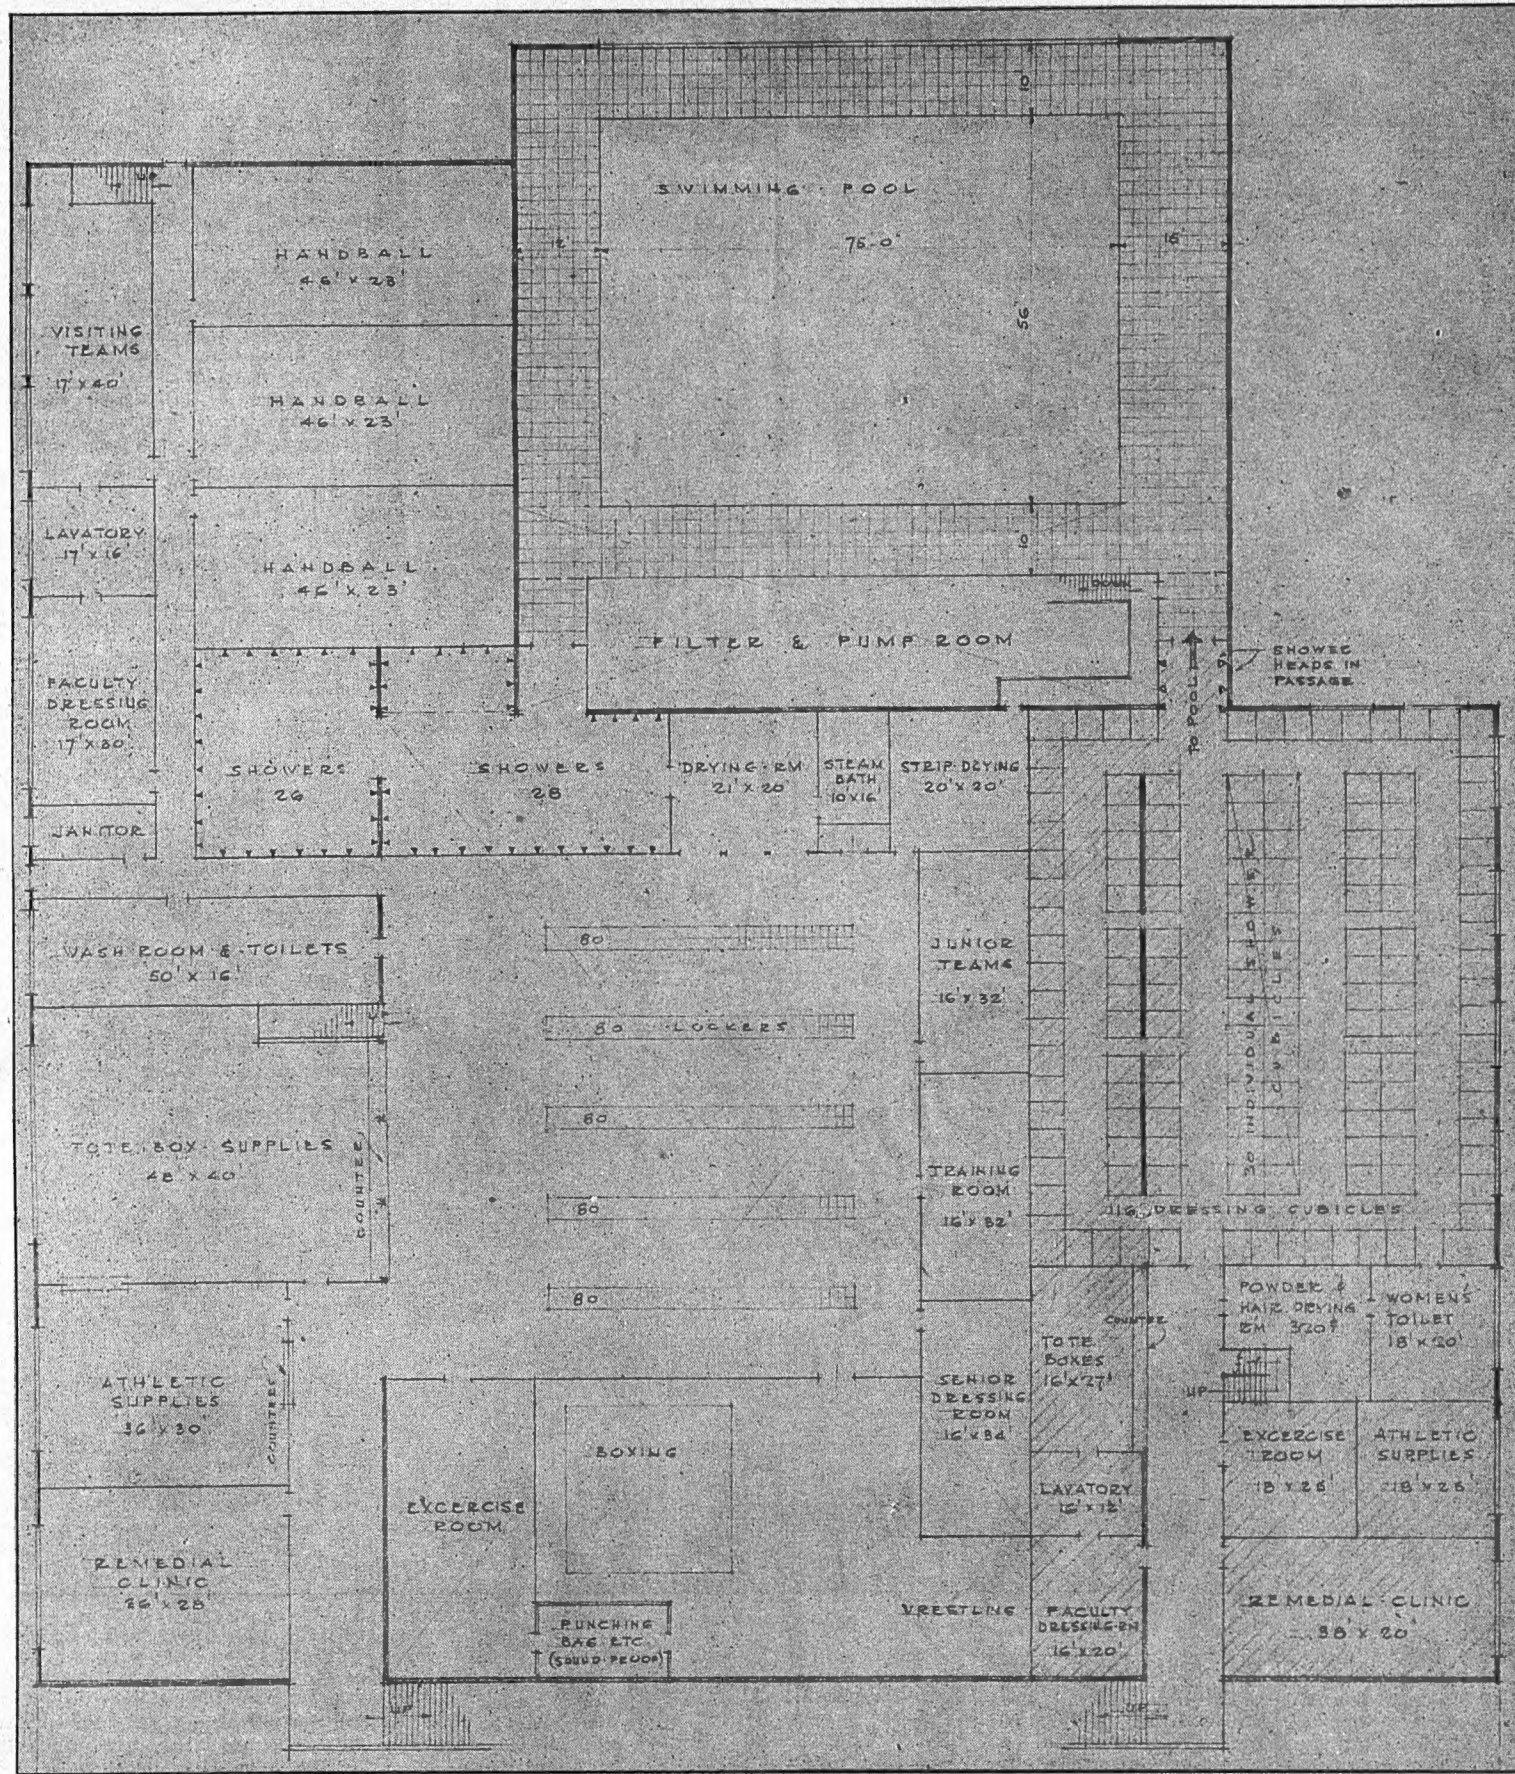 UP
10
SWIMMING · POOL
12'
75'-0"
15'
56'
10
HANDBALL
46' x 23'
VISITING
TEAMS
17' x 40'
HANDBALL
46' x 23'
LAVATORY
17' x 16'
HANDBALL
46' x 23'
DOWN
FILTER & PUMP ROOM
SHOWER
HEADS IN
PASSAGE
TO POOL
FACULTY
DRESSING
ROOM
17' x 30'
SHOWERS
26
SHOWERS
28
DRYING·RM
21' x 20'
STEAM
BATH
10 x 16'
STRIP·DRYING
20' x 20'
JANITOR
WASH ROOM & TOILETS
50' x 16'
80
JUNIOR
TEAMS
16' x 32'
30 INDIVIDUAL SHOWER
CUBICLES
80 LOCKERS
TOTE·BOX·SUPPLIES
48' x 40'
COUNTER
80
TRAINING
ROOM
16' x 32'
80
116 DRESSING CUBICLES
80
POWDER &
HAIR DRYING
RM
WOMENS
TOILET
18' x 20'
COUNTER
TOTE
BOXES
16' x 27'
UP
ATHLETIC
SUPPLIES
36' x 30'
COUNTERS
SENIOR
DRESSING
ROOM
16' x 34'
BOXING
EXCERCISE
ROOM
18' x 26'
ATHLETIC
SUPPLIES
18' x 26'
EXCERCISE
ROOM
LAVATORY
16' x 12'
REMEDIAL
CLINIC
36' x 28'
PUNCHING
BAG ETC
(SOUND·PROOF)
WRESTLING
FACULTY
DRESSING·RM
16' x 20'
REMEDIAL·CLINIC
38' x 20'
UP
UP